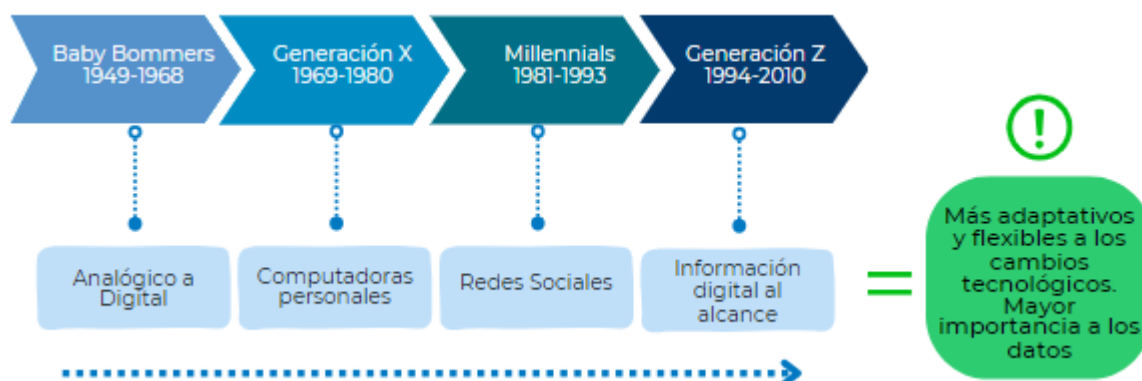 Baby Bommers
1949-1968
Generación X
1969-1980
Millennials
1981-1993
Generación Z
1994-2010
Analógico a
Digital
Computadoras
personales
Redes Sociales
Información
digital al
alcance
Más adaptativos
y flexibles a los
cambios
tecnológicos.
Mayor
importancia a los
datos